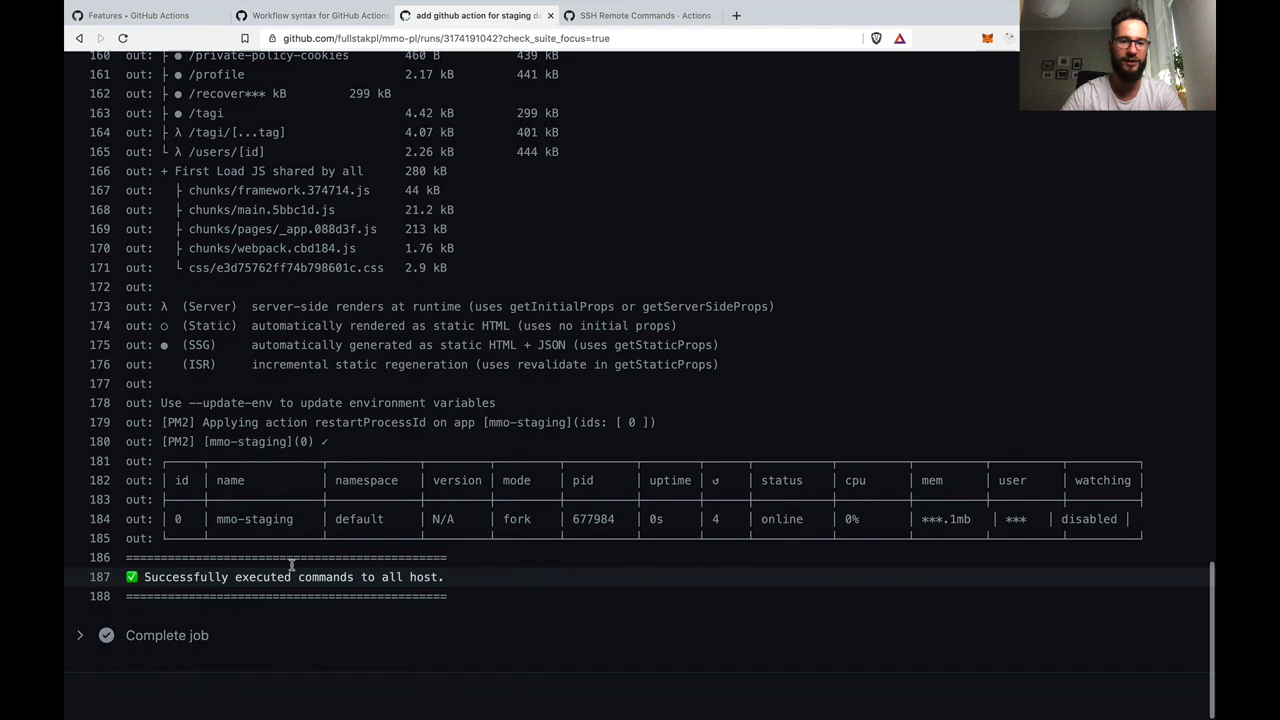 Features • GitHub Actions
Workflow syntax for GitHub Actions
add github action for staging de
SSH Remote Commands · Actions ·
github.com/fullstakpl/mmo-pl/runs/3174191042?check_suite_focus=true
160 out: ├ ● /private-policy-cookies 460 B 439 kB
161 out: ├ ● /profile 2.17 kB 441 kB
162 out: ├ ● /recover*** kB 299 kB
163 out: ├ ● /tagi 4.42 kB 299 kB
164 out: ├ λ /tagi/[...tag] 4.07 kB 401 kB
165 out: └ λ /users/[id] 2.26 kB 444 kB
166 out: + First Load JS shared by all 280 kB
167 out: ├ chunks/framework.374714.js 44 kB
168 out: ├ chunks/main.5bbc1d.js 21.2 kB
169 out: ├ chunks/pages/_app.088d3f.js 213 kB
170 out: ├ chunks/webpack.cbd184.js 1.76 kB
171 out: └ css/e3d75762ff74b798601c.css 2.9 kB
172 out:
173 out: λ (Server) server-side renders at runtime (uses getInitialProps or getServerSideProps)
174 out: ○ (Static) automatically rendered as static HTML (uses no initial props)
175 out: ● (SSG) automatically generated as static HTML + JSON (uses getStaticProps)
176 out: (ISR) incremental static regeneration (uses revalidate in getStaticProps)
177 out:
178 out: Use --update-env to update environment variables
179 out: [PM2] Applying action restartProcessId on app [mmo-staging](ids: [ 0 ])
180 out: [PM2] [mmo-staging](0) ✓
181 out:
182 out: │ id │ name │ namespace │ version │ mode │ pid │ uptime │ ↺ │ status │ cpu │ mem │ user │ watching │
183 out:
184 out: │ 0 │ mmo-staging │ default │ N/A │ fork │ 677984 │ 0s │ 4 │ online │ 0% │ ***.1mb │ *** │ disabled │
185 out:
186 ==============================================
187 ✅ Successfully executed commands to all host.
188 ==============================================
Complete job